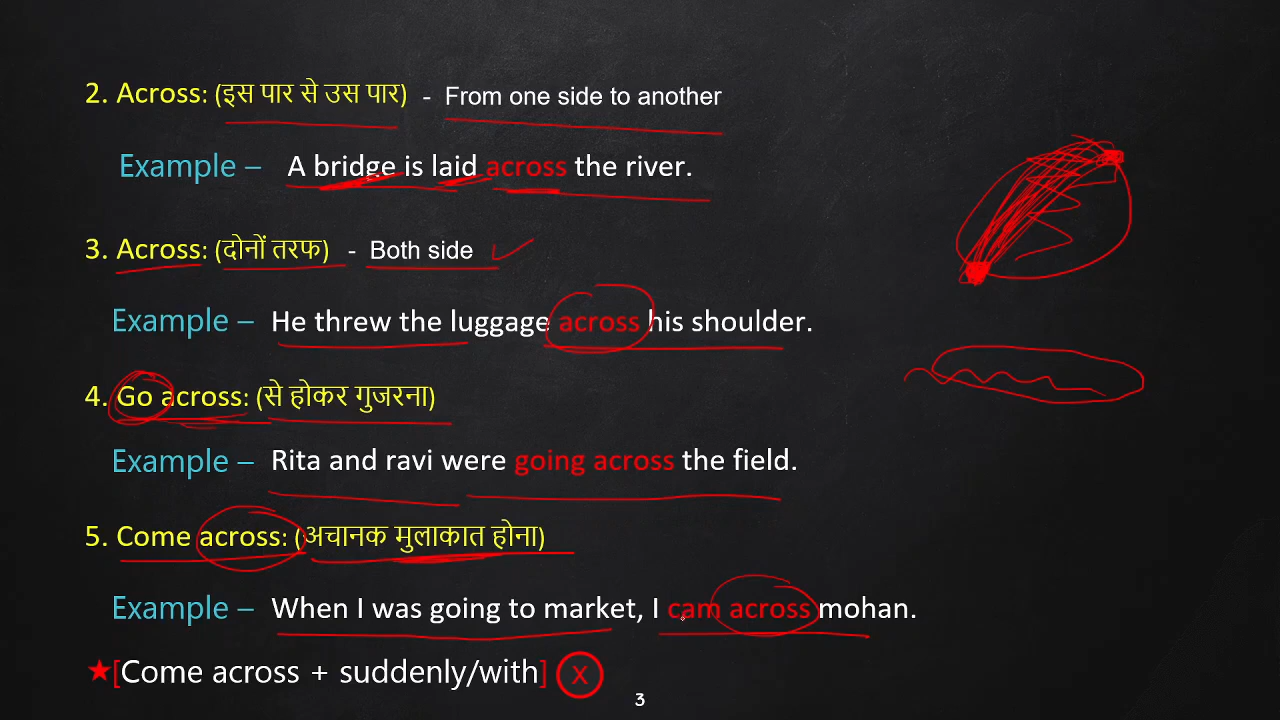 2. Across: (इस पार से उस पार) - From one side to another
Example – A bridge is laid across the river.
3. Across: (दोनों तरफ) - Both side
Example – He threw the luggage across his shoulder.
4. Go across: (से होकर गुजरना)
Example – Rita and ravi were going across the field.
5. Come across: (अचानक मुलाकात होना)
Example – When I was going to market, I cam across mohan.
★[Come across + suddenly/with] X
3